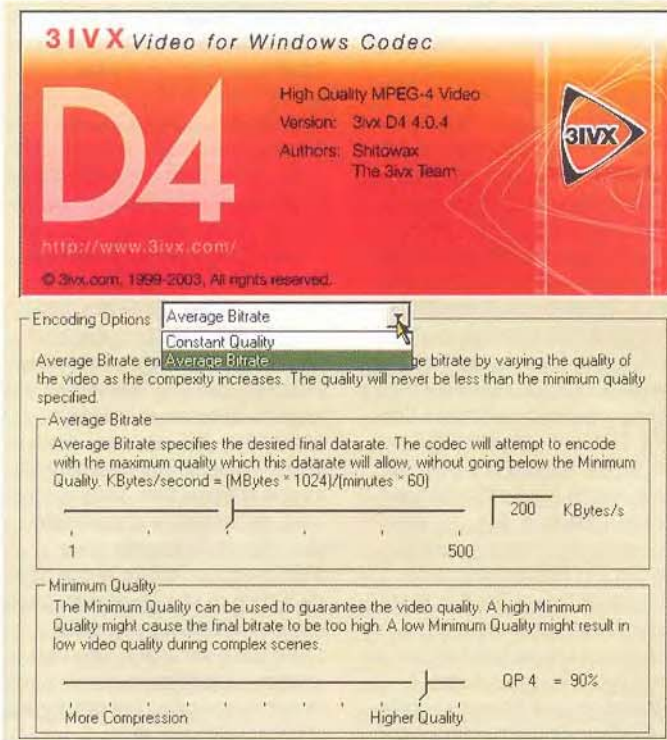 3IVX Video for Windows Codec
D4
High Quality MPEG-4 Video
Version: 3ivx D4 4.0.4
Authors: Shitowax
The 3ivx Team
3IVX
http://www.3ivx.com/
© 3ivx.com, 1999-2003, All rights reserved.
Encoding Options Average Bitrate
Constant Quality
Average Bitrate
Average Bitrate en ge bitrate by varying the quality of
the video as the compexity increases. The quality will never be less than the minimum quality
specified.
Average Bitrate
Average Bitrate specifies the desired final datarate. The codec will attempt to encode
with the maximum quality which this datarate will allow, without going below the Minimum
Quality. KBytes/second = (MBytes * 1024)/(minutes * 60)
200 KBytes/s
1 500
Minimum Quality
The Minimum Quality can be used to guarantee the video quality. A high Minimum
Quality might cause the final bitrate to be too high. A low Minimum Quality might result in
low video quality during complex scenes.
QP 4 = 90%
More Compression Higher Quality